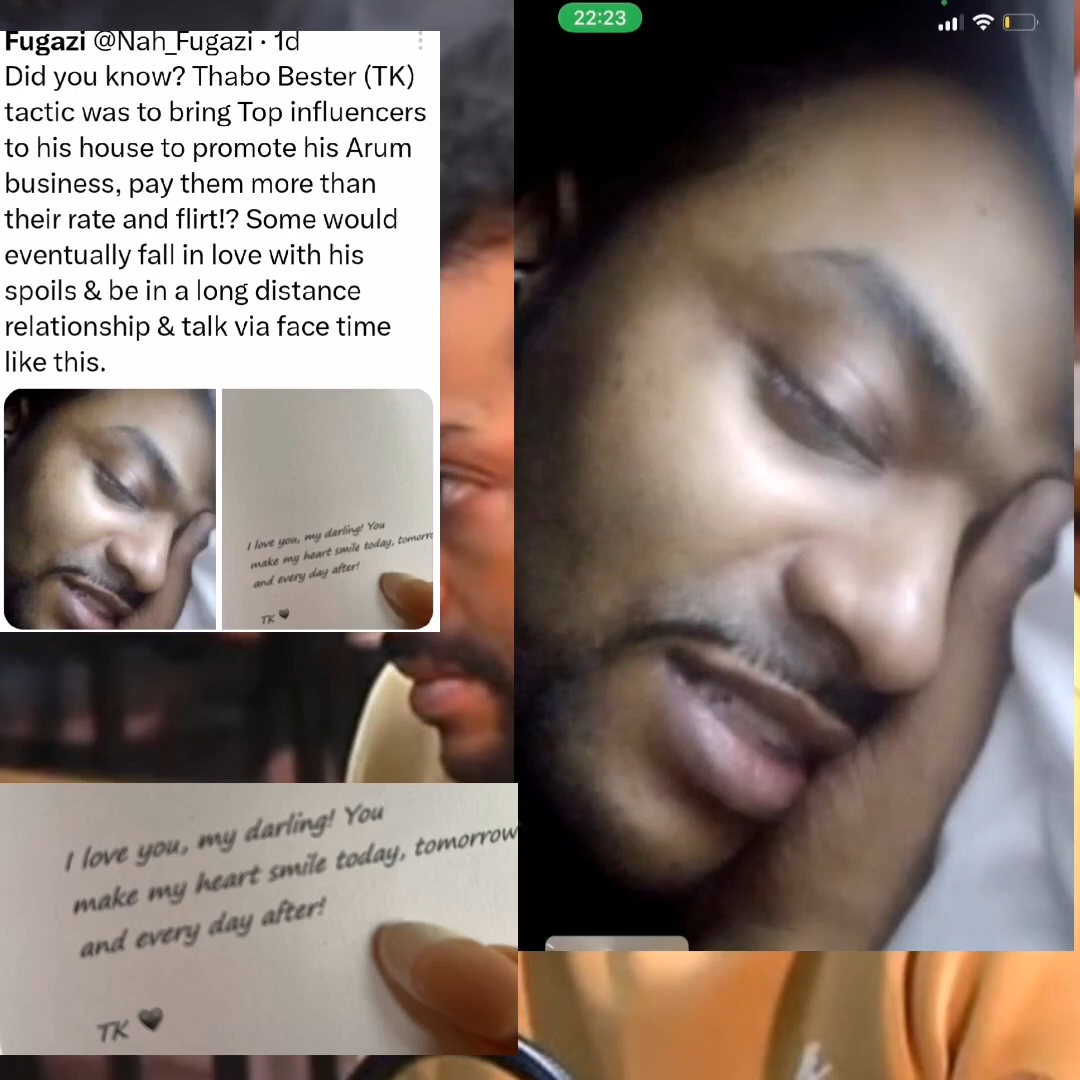 Fugazi @Nah_Fugazi · 1d
Did you know? Thabo Bester (TK)
tactic was to bring Top influencers
to his house to promote his Arum
business, pay them more than
their rate and flirt!? Some would
eventually fall in love with his
spoils & be in a long distance
relationship & talk via face time
like this.
I love you, my darling! You
make my heart smile today, tomorro
and every day after!
TK 🖤
I love you, my darling! You
make my heart smile today, tomorrow
and every day after!
TK 🖤
22:23